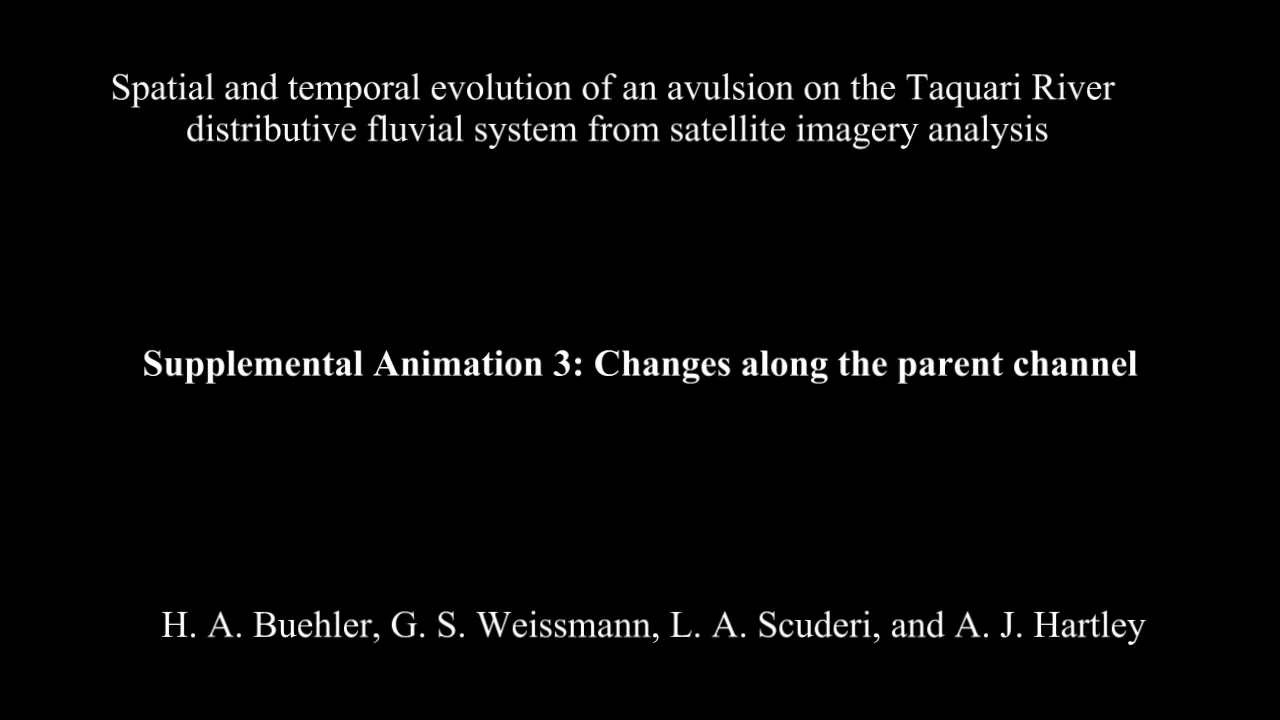 Spatial and temporal evolution of an avulsion on the Taquari River
distributive fluvial system from satellite imagery analysis
Supplemental Animation 3: Changes along the parent channel
H. A. Buehler, G. S. Weissmann, L. A. Scuderi, and A. J. Hartley